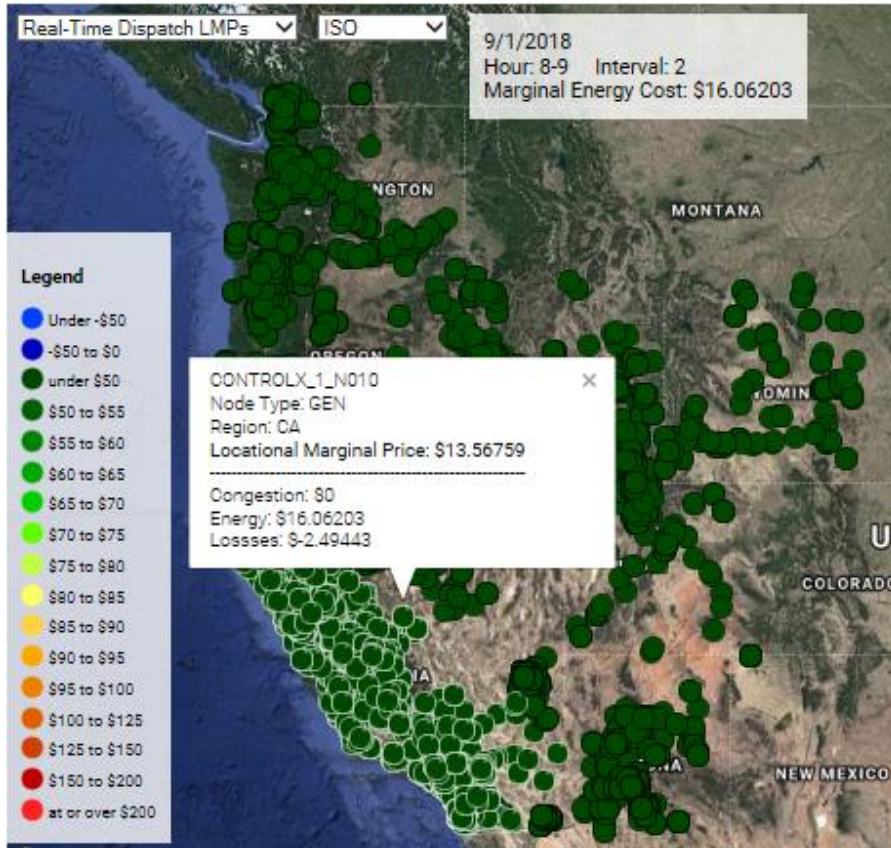 Real-Time Dispatch LMPs
ISO
9/1/2018
Hour: 8-9 Interval: 2
Marginal Energy Cost: $16.06203
NGTON
MONTANA
Legend
Under -$50
-$50 to $0
under $50
$50 to $55
$55 to $60
$60 to $65
$65 to $70
$70 to $75
$75 to $80
$80 to $85
$85 to $90
$90 to $95
$95 to $100
$100 to $125
$125 to $150
$150 to $200
at or over $200
OREGON
YOMIN
CONTROLX_1_N010
Node Type: GEN
Region: CA
Locational Marginal Price: $13.56759
Congestion: $0
Energy: $16.06203
Lossses: $-2.49443
U
COLORADO
IA
ONA
NEW MEXICO